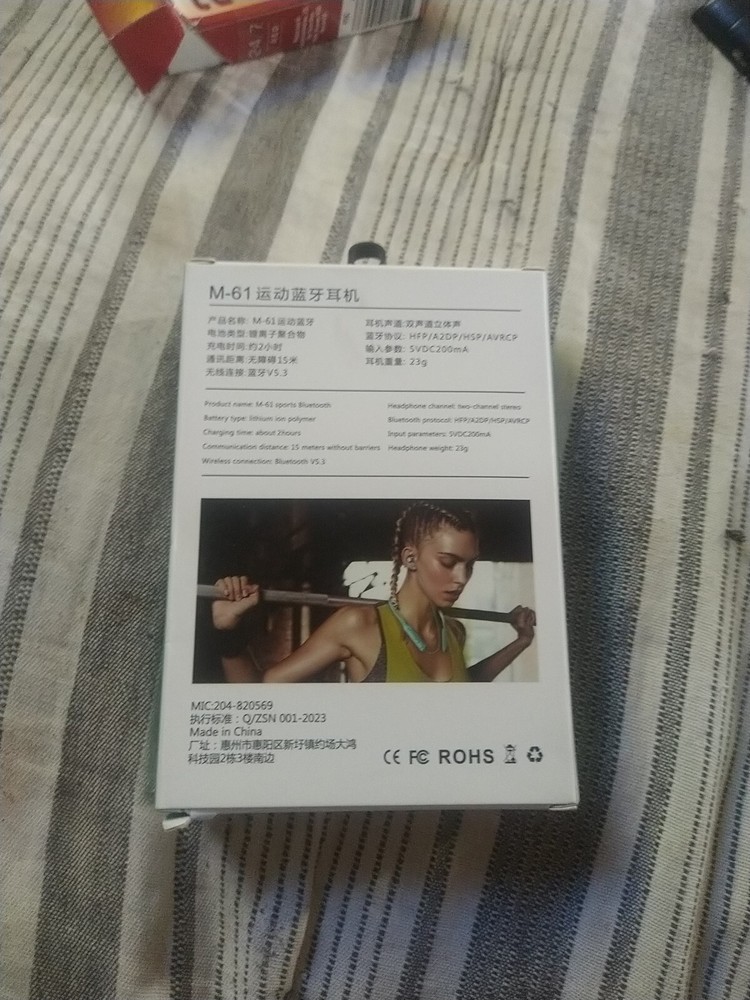 24.7
M-61运动蓝牙耳机
产品名称: M-61运动蓝牙
电池类型:锂离子聚合物
充电时间:约2小时
通讯距离:无障碍15米
无线连接:蓝牙V5.3
耳机声道:双声道立体声
蓝牙协议: HFP/A2DP/HSP/AVRCP
输入参数: 5VDC200mA
耳机重量: 23g
Product name: M-61 sports Bluetooth
Battery type: lithium ion polymer
Charging time: about 2hours
Communication distance: 15 meters without barriers
Wireless connection: Bluetooth V5.3
Headphone channel: two-channel stereo
Bluetooth protocol: HFP/A2DP/HSP/AVRCP
Input parameters: 5VDC200mA
Headphone weight: 23g
MIC:204-820569
执行标准：Q/ZSN 001-2023
Made in China
厂址：惠州市惠阳区新圩镇约场大鸿
科技园2栋3楼南边
CE FC ROHS